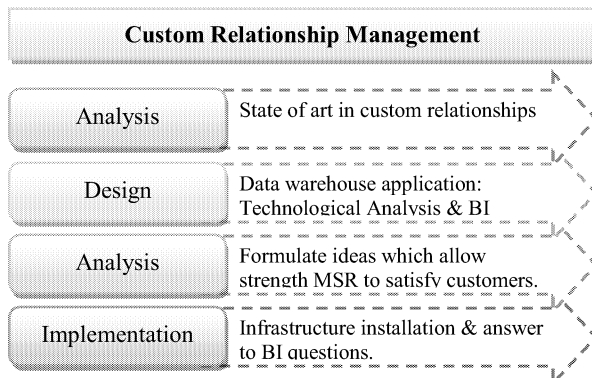 Custom Relationship Management
Analysis
State of art in custom relationships
Design
Data warehouse application:
Technological Analysis & BI
Analysis
Formulate ideas which allow
strength MSR to satisfy customers.
Implementation
Infrastructure installation & answer
to BI questions.